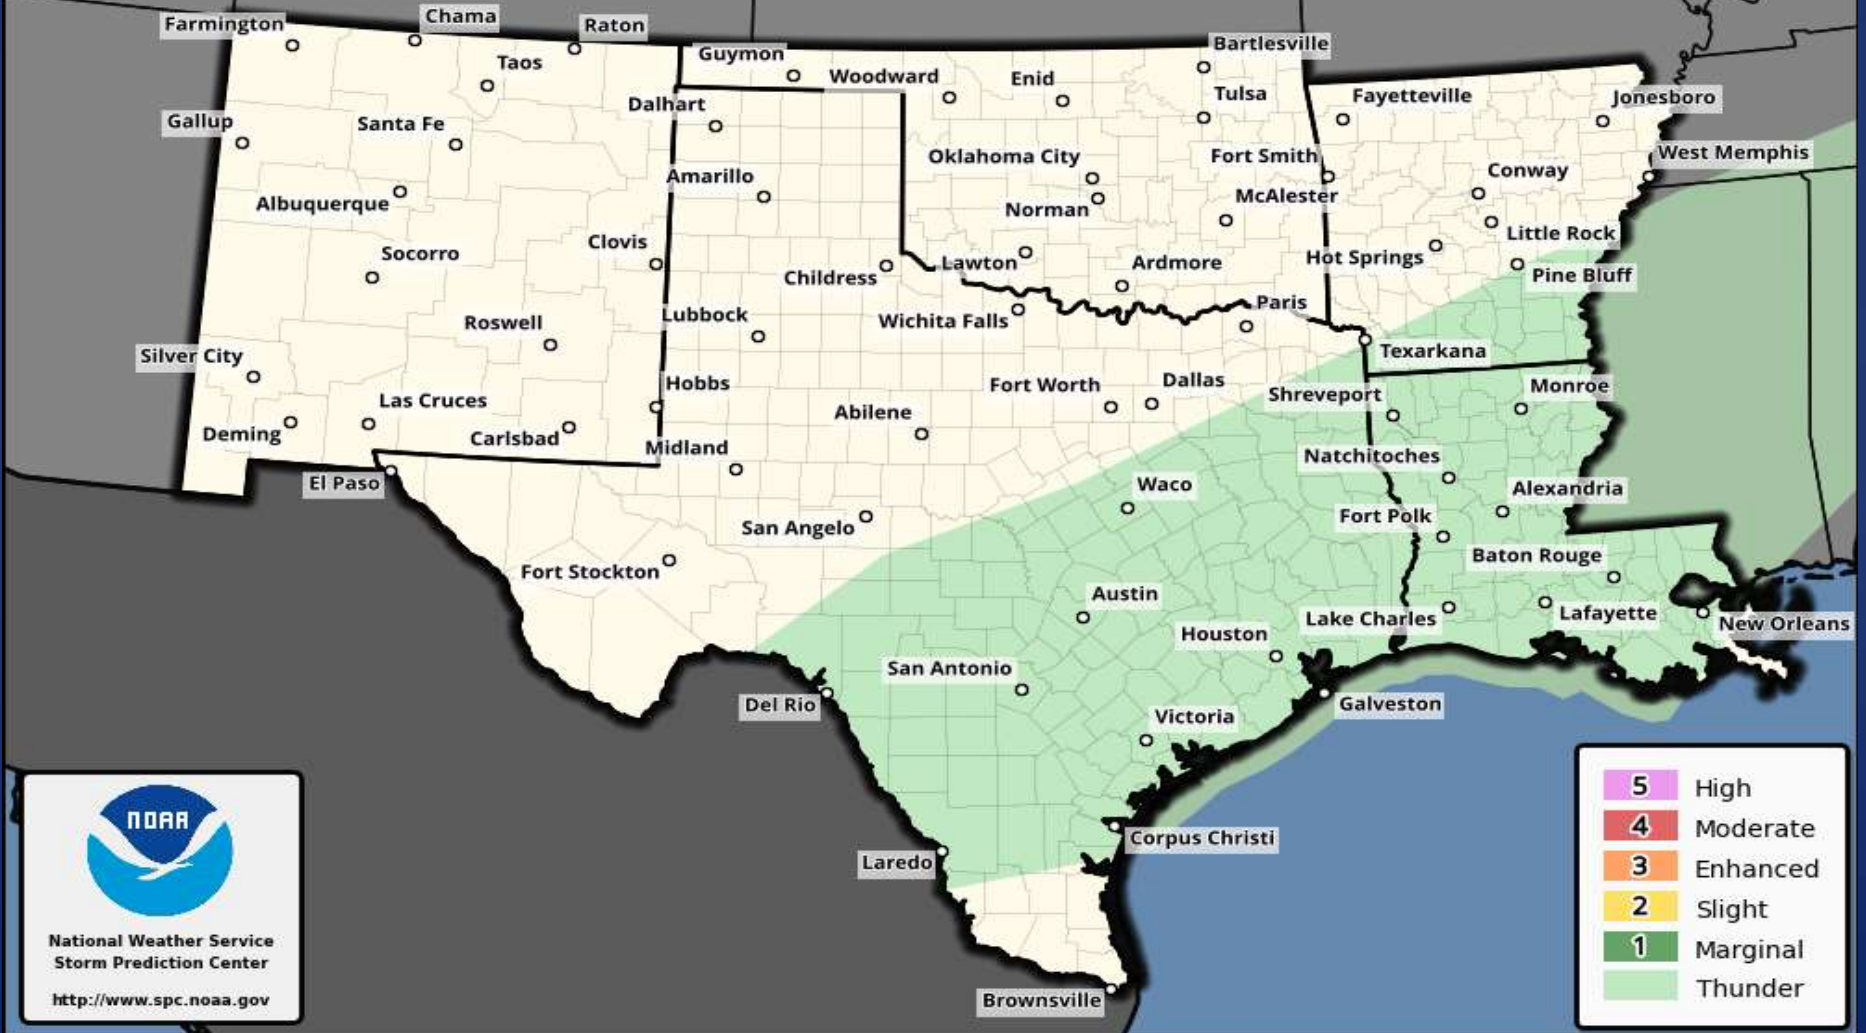 Farmington
Chama
Raton
Guymon
Bartlesville
Taos
Woodward
Enid
Tulsa
Fayetteville
Jonesboro
Dalhart
Gallup
Santa Fe
Oklahoma City
Fort Smith
West Memphis
Conway
Amarillo
McAlester
Albuquerque
Norman
Little Rock
Clovis
Socorro
Hot Springs
Lawton
Ardmore
Childress
Pine Bluff
Paris
Lubbock
Wichita Falls
Roswell
Silver City
Texarkana
Hobbs
Fort Worth
Dallas
Shreveport
Monroe
Las Cruces
Abilene
Deming
Carlsbad
Midland
Natchitoches
El Paso
Waco
Alexandria
San Angelo
Fort Polk
Baton Rouge
Fort Stockton
Austin
Lake Charles
Lafayette
New Orleans
Houston
San Antonio
Del Rio
Galveston
Victoria
Corpus Christi
Laredo
Brownsville
NOAA
National Weather Service
Storm Prediction Center
http://www.spc.noaa.gov
5 High
4 Moderate
3 Enhanced
2 Slight
1 Marginal
Thunder